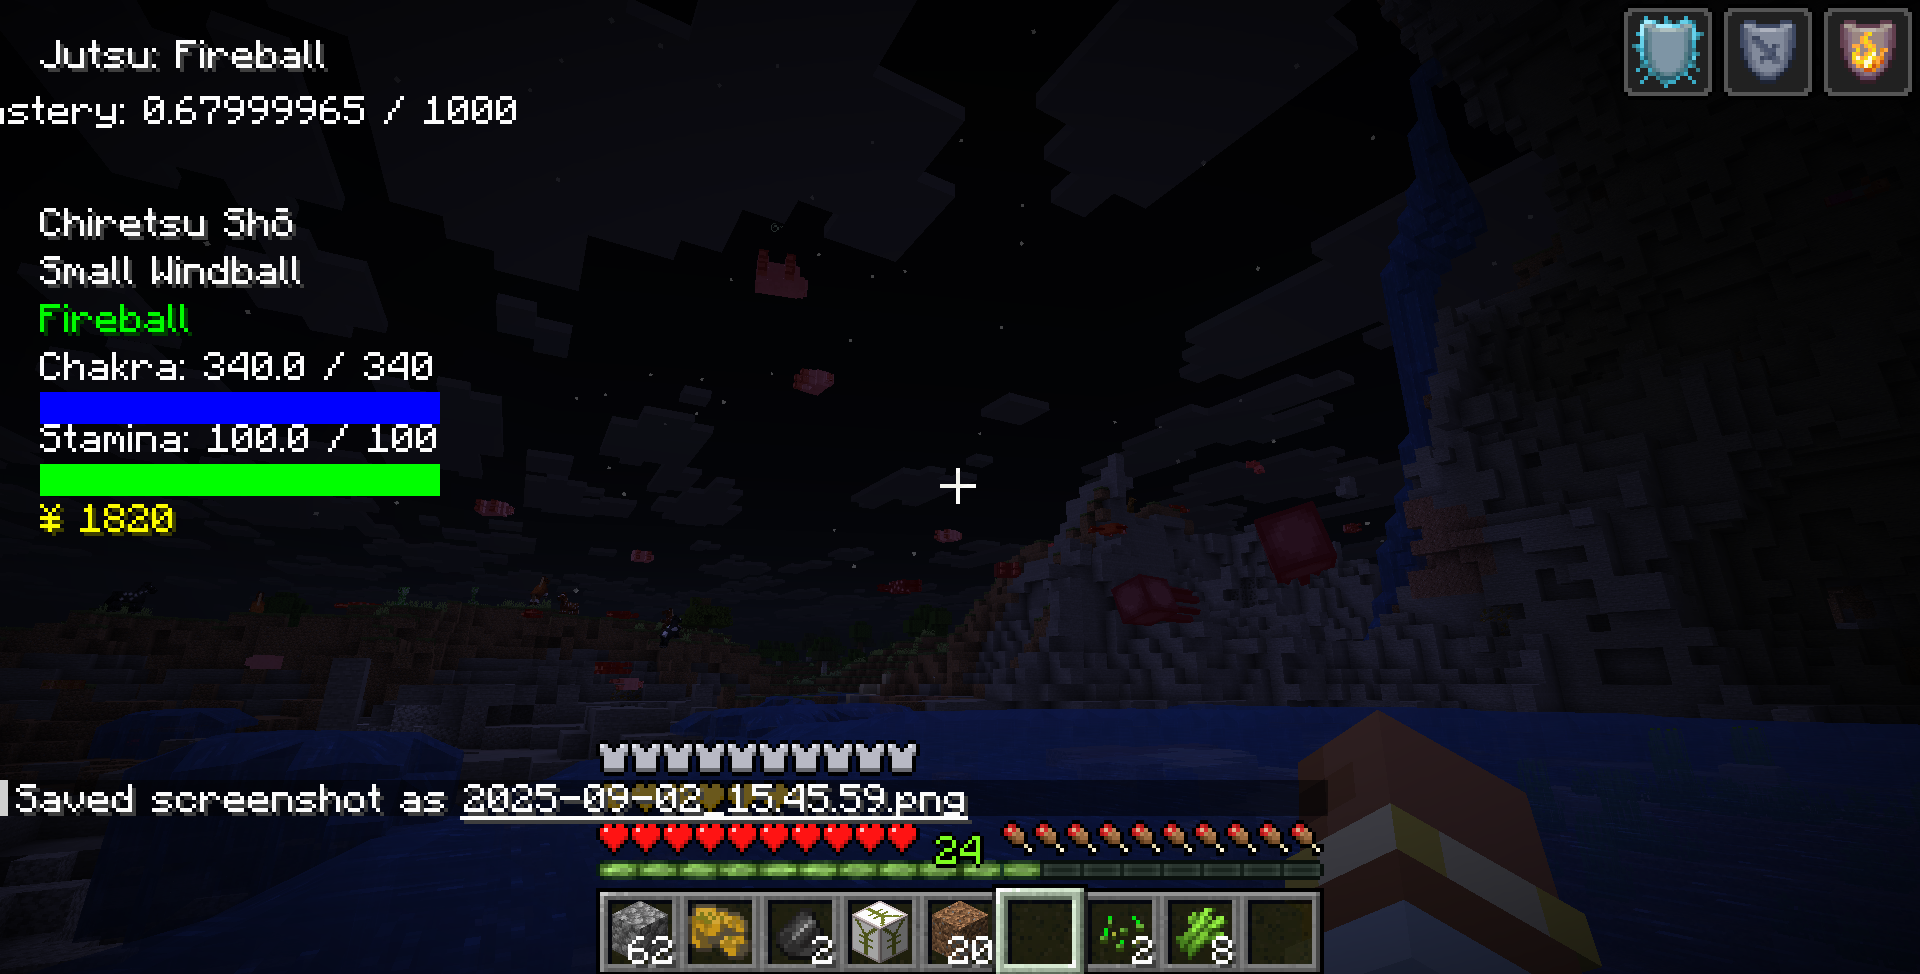 Jutsu: Fireball
astery: 0.67999965 / 1000
Chiretsu Shō
Small Windball
Fireball
Chakra: 340.0 / 340
Stamina: 100.0 / 100
¥ 1820
Saved screenshot as 2025-09-02_15.45.59.png
24
62 2 20 2 8